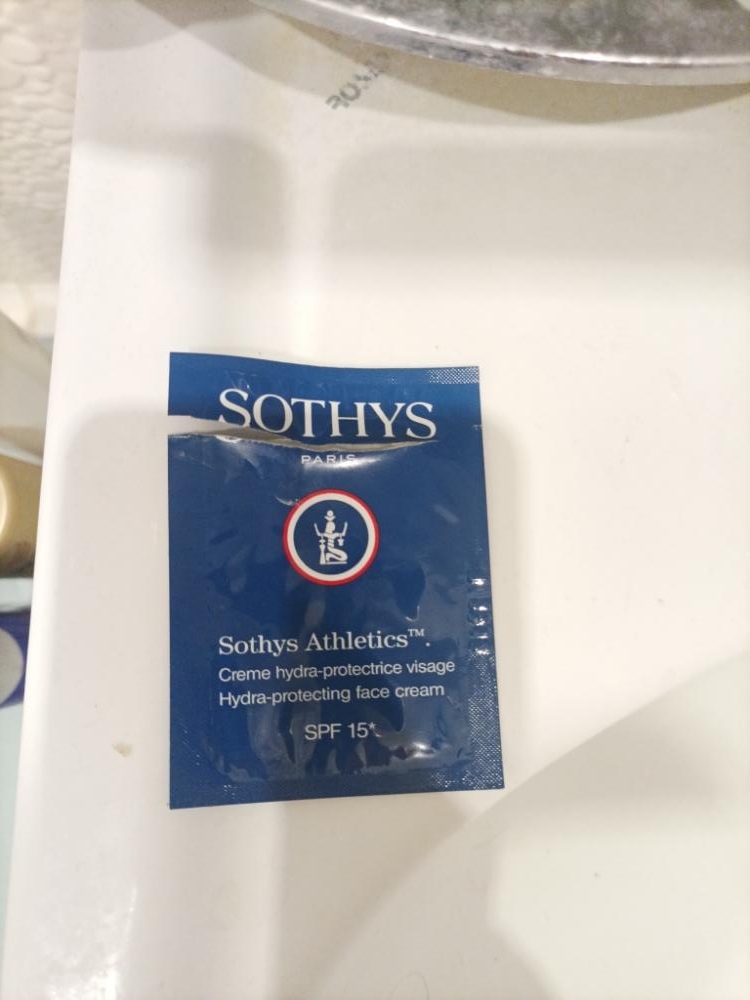 SOTHYS
PARIS
Sothys Athletics™.
Creme hydra-protectrice visage
Hydra-protecting face cream
SPF 15*